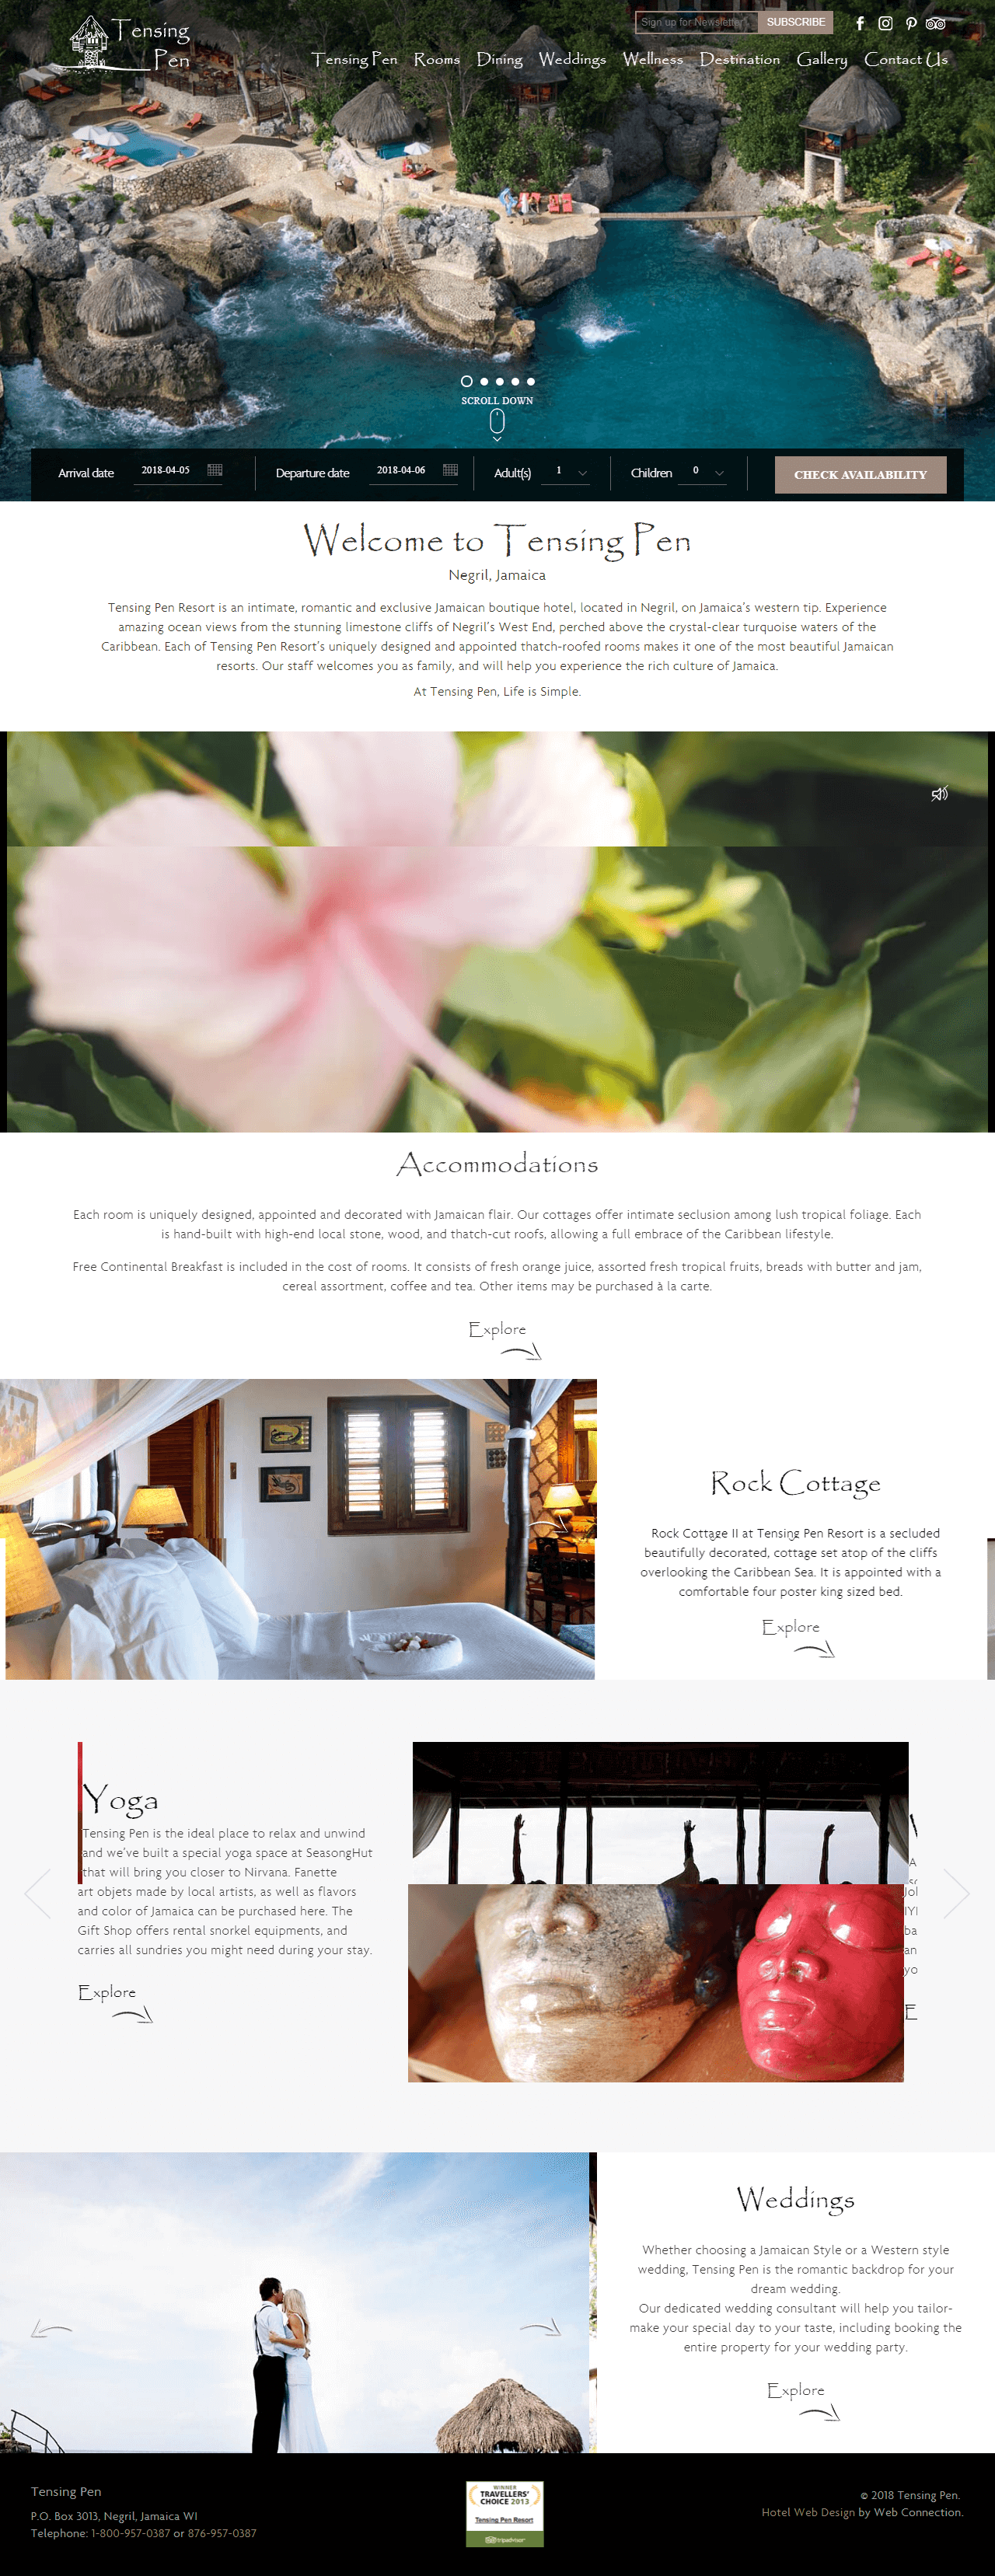 Tensing
Pen
Sign up for Newsletter
SUBSCRIBE
Tensing Pen Rooms Dining Weddings Wellness Destination Gallery Contact Us
SCROLL DOWN
Arrival date 2018-04-05 Departure date 2018-04-06 Adult(s) 1 Children 0 CHECK AVAILABILITY
Welcome to Tensing Pen
Negril, Jamaica
Tensing Pen Resort is an intimate, romantic and exclusive Jamaican boutique hotel, located in Negril, on Jamaica's western tip. Experience
amazing ocean views from the stunning limestone cliffs of Negril's West End, perched above the crystal-clear turquoise waters of the
Caribbean. Each of Tensing Pen Resort's uniquely designed and appointed thatch-roofed rooms makes it one of the most beautiful Jamaican
resorts. Our staff welcomes you as family, and will help you experience the rich culture of Jamaica.
At Tensing Pen, Life is Simple.
Accommodations
Each room is uniquely designed, appointed and decorated with Jamaican flair. Our cottages offer intimate seclusion among lush tropical foliage. Each
is hand-built with high-end local stone, wood, and thatch-cut roofs, allowing a full embrace of the Caribbean lifestyle.
Free Continental Breakfast is included in the cost of rooms. It consists of fresh orange juice, assorted fresh tropical fruits, breads with butter and jam,
cereal assortment, coffee and tea. Other items may be purchased à la carte.
Explore
Rock Cottage
Rock Cottage II at Tensing Pen Resort is a secluded
beautifully decorated, cottage set atop of the cliffs
overlooking the Caribbean Sea. It is appointed with a
comfortable four poster king sized bed.
Explore
Yoga
Tensing Pen is the ideal place to relax and unwind
and we've built a special yoga space at SeasongHut
that will bring you closer to Nirvana. Fanette
art objets made by local artists, as well as flavors
and color of Jamaica can be purchased here. The
Gift Shop offers rental snorkel equipments, and
carries all sundries you might need during your stay.
Explore
A
Jol
IYI
ba
an
yo
E
Weddings
Whether choosing a Jamaican Style or a Western style
wedding, Tensing Pen is the romantic backdrop for your
dream wedding.
Our dedicated wedding consultant will help you tailor-
make your special day to your taste, including booking the
entire property for your wedding party.
Explore
Tensing Pen
P.O. Box 3013, Negril, Jamaica WI
Telephone: 1-800-957-0387 or 876-957-0387
WINNER
TRAVELLERS'
CHOICE 2013
Tensing Pen Resort
tripadvisor
© 2018 Tensing Pen.
Hotel Web Design by Web Connection.